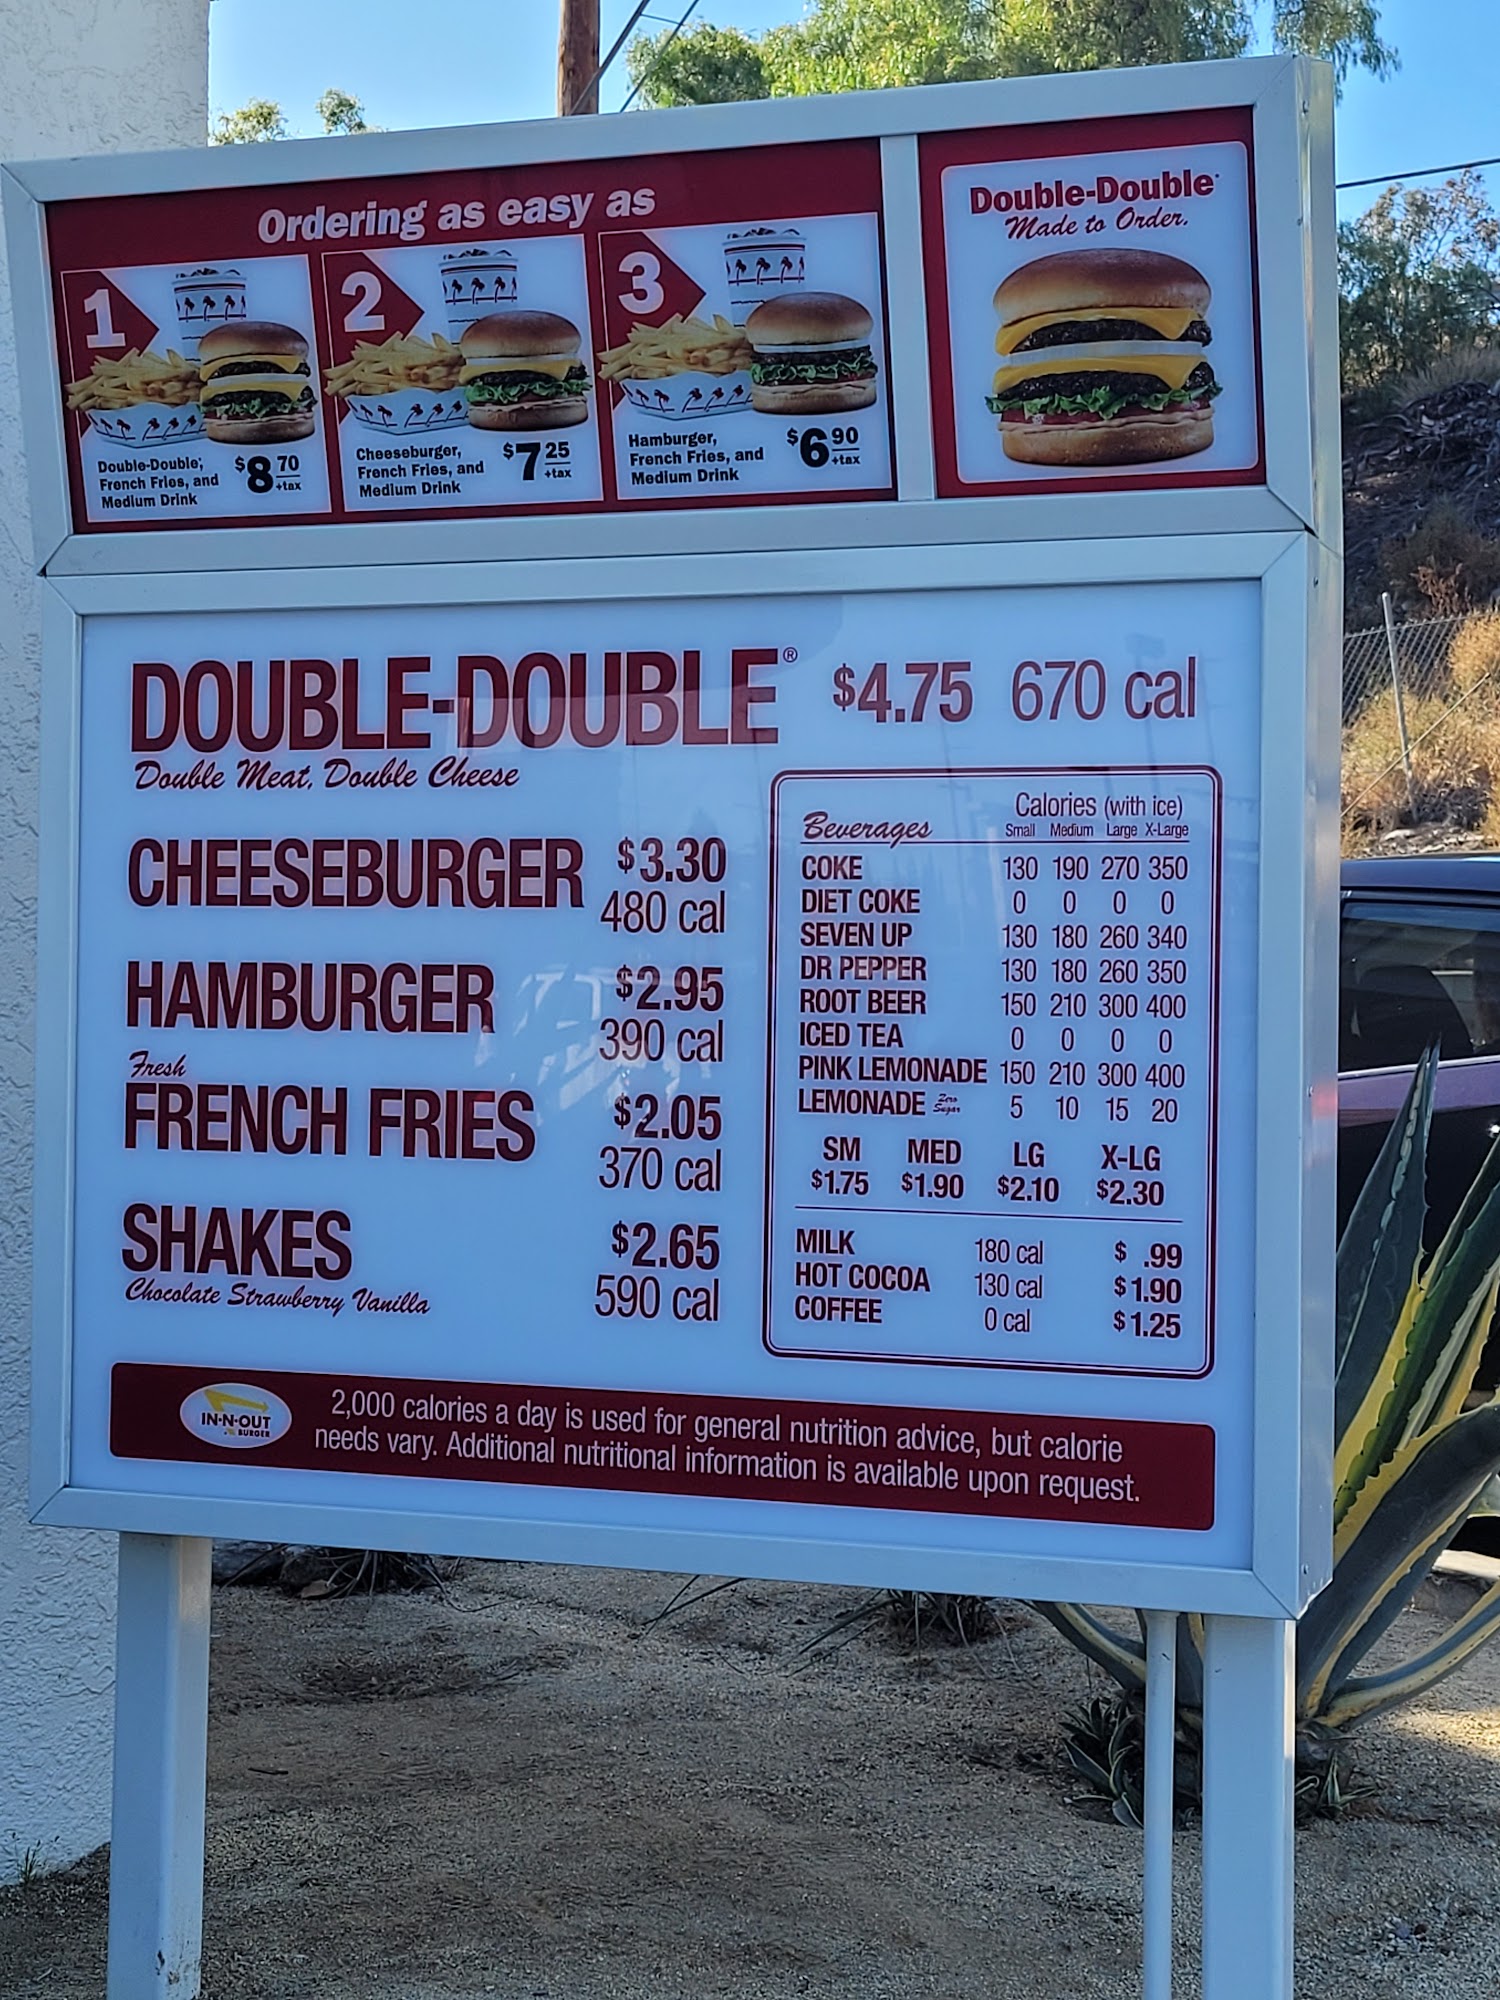 Ordering as easy as
1
Double-Double,
French Fries, and
Medium Drink
$8 70
+tax
2
Cheeseburger,
French Fries, and
Medium Drink
$7 25
+tax
3
Hamburger,
French Fries, and
Medium Drink
$6 90
+tax
Double-Double
Made to Order.
DOUBLE-DOUBLE® $4.75 670 cal
Double Meat, Double Cheese
CHEESEBURGER $3.30
480 cal
HAMBURGER $2.95
390 cal
Fresh
FRENCH FRIES $2.05
370 cal
SHAKES $2.65
Chocolate Strawberry Vanilla 590 cal
Calories (with ice)
Beverages Small Medium Large X-Large
COKE 130 190 270 350
DIET COKE 0 0 0 0
SEVEN UP 130 180 260 340
DR PEPPER 130 180 260 350
ROOT BEER 150 210 300 400
ICED TEA 0 0 0 0
PINK LEMONADE 150 210 300 400
LEMONADE Zero Sugar 5 10 15 20
SM MED LG X-LG
$1.75 $1.90 $2.10 $2.30
MILK 180 cal $ .99
HOT COCOA 130 cal $1.90
COFFEE 0 cal $1.25
IN-N-OUT
BURGER
2,000 calories a day is used for general nutrition advice, but calorie
needs vary. Additional nutritional information is available upon request.